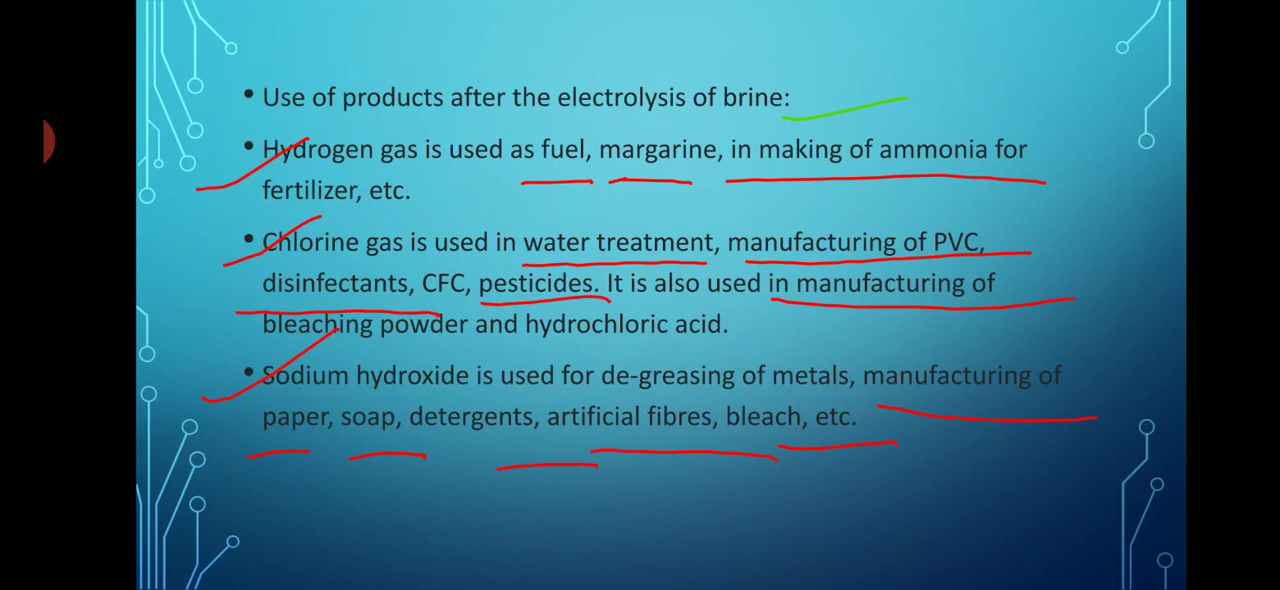 • Use of products after the electrolysis of brine:
• Hydrogen gas is used as fuel, margarine, in making of ammonia for
fertilizer, etc.
• Chlorine gas is used in water treatment, manufacturing of PVC,
disinfectants, CFC, pesticides. It is also used in manufacturing of
bleaching powder and hydrochloric acid.
• Sodium hydroxide is used for de-greasing of metals, manufacturing of
paper, soap, detergents, artificial fibres, bleach, etc.